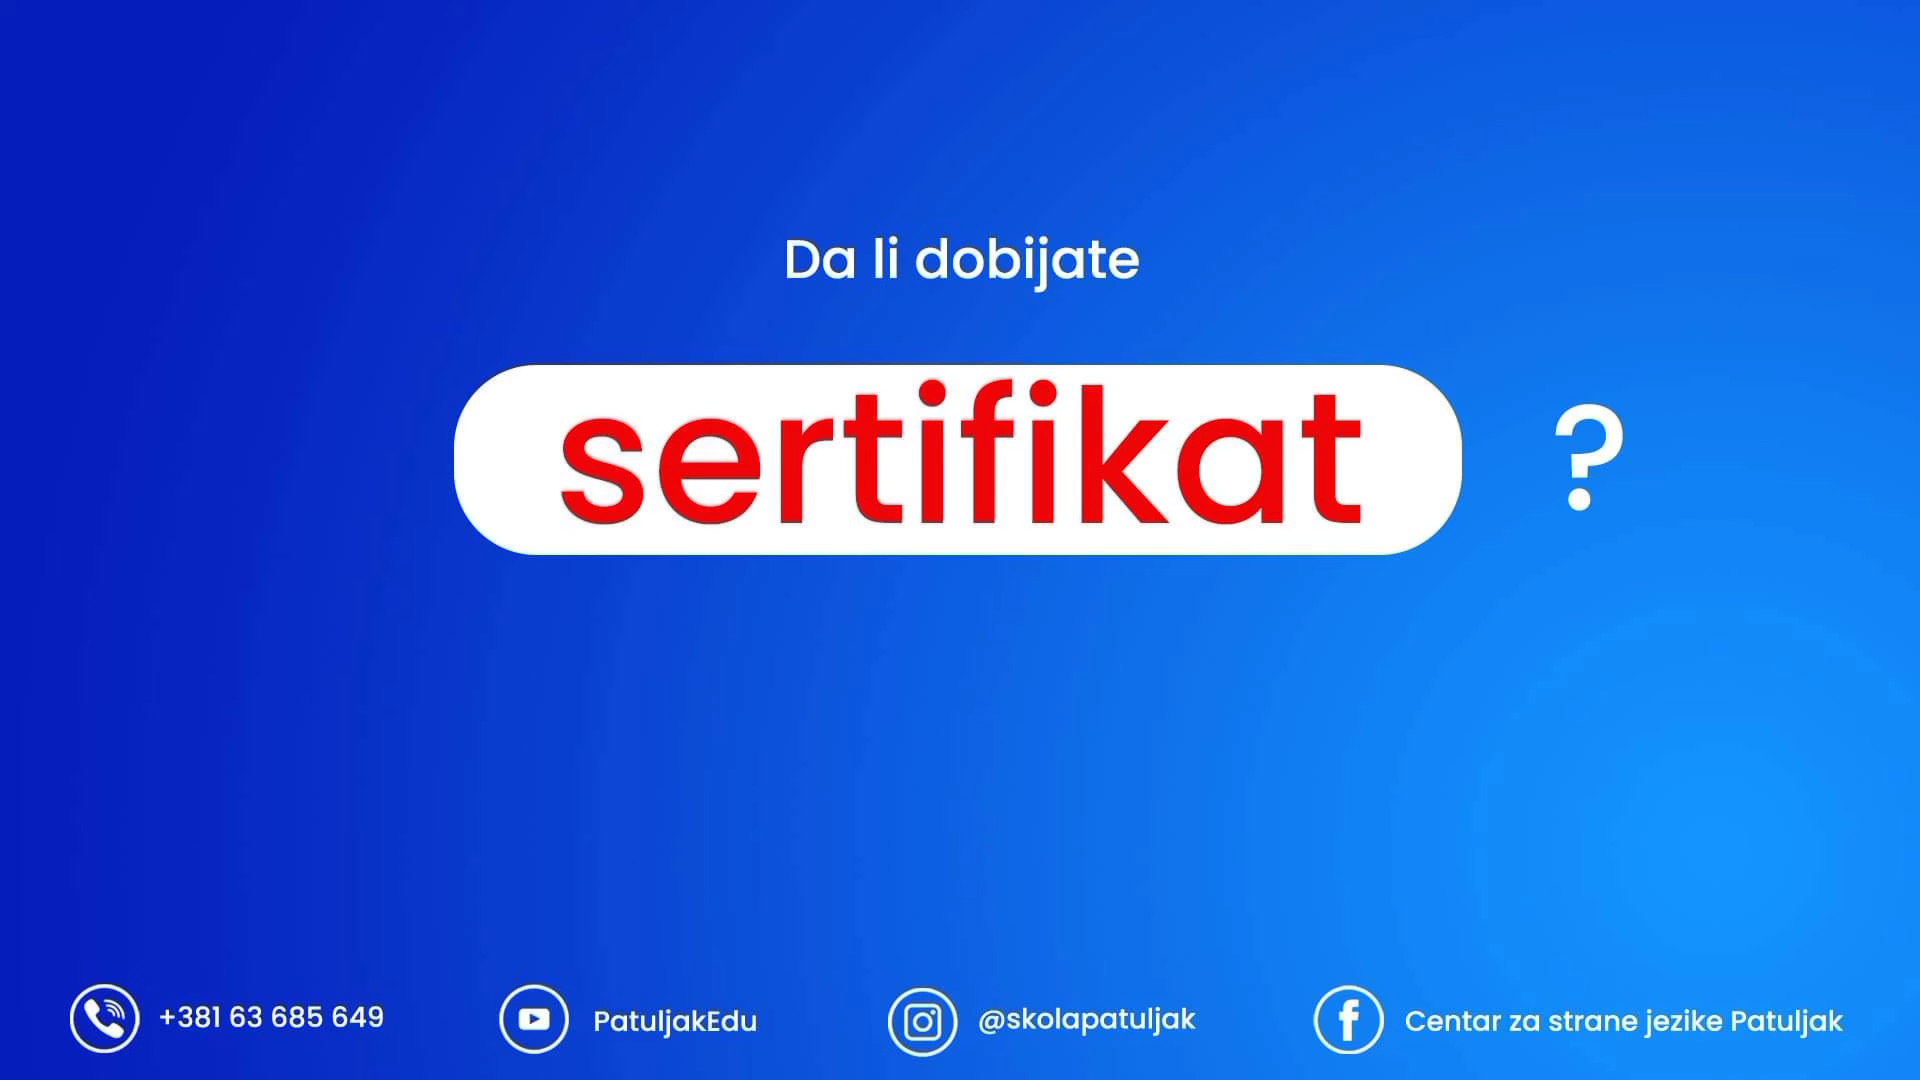 Da li dobijate
sertifikat ?
+381 63 685 649
PatuljakEdu
@skolapatuljak
Centar za strane jezike Patuljak